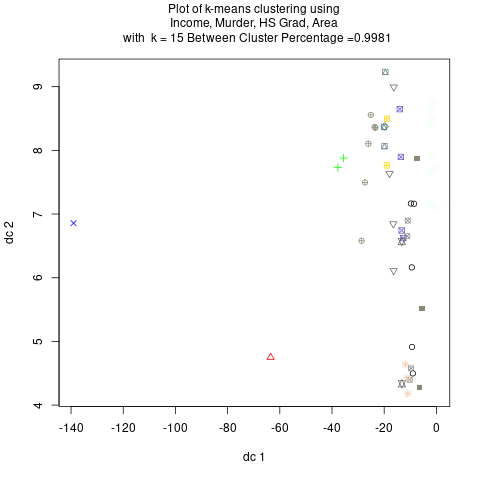 Plot of k-means clustering using
Income, Murder, HS Grad, Area
with k = 15 Between Cluster Percentage =0.9981
9
8
7
6
5
4
dc 2
-140
-120
-100
-80
-60
-40
-20
0
dc 1